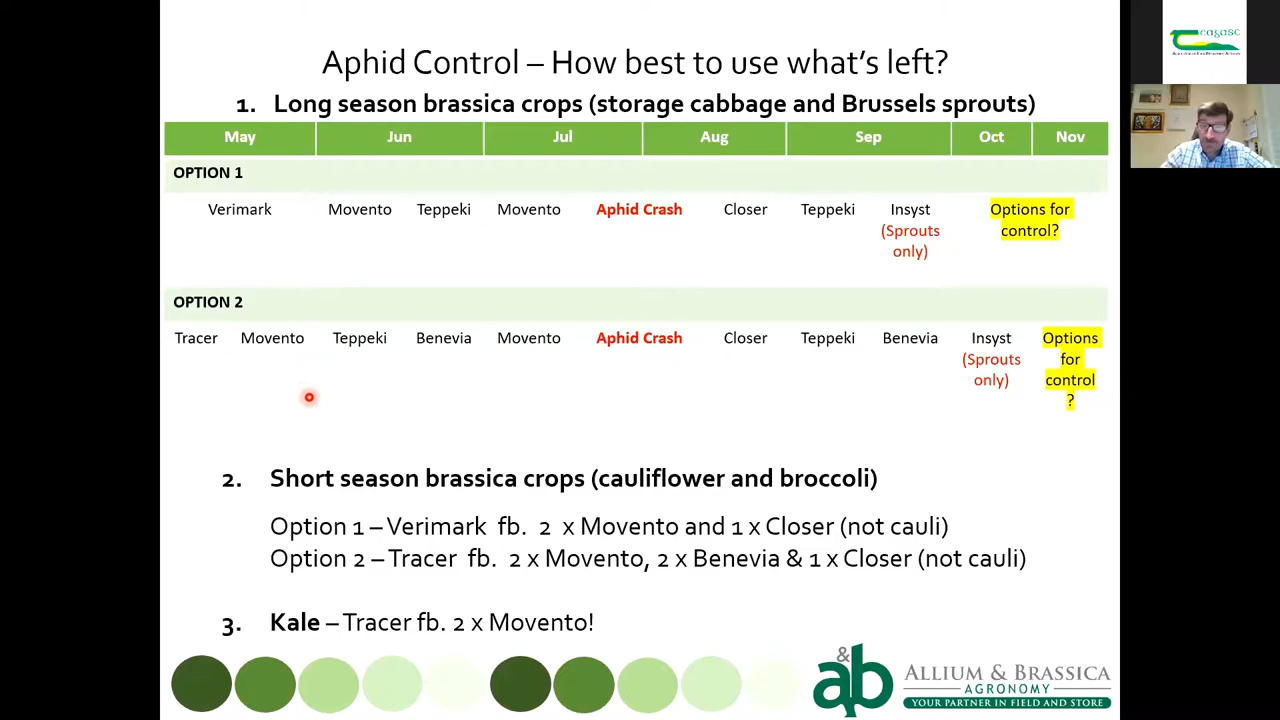 Aphid Control – How best to use what's left?
1. Long season brassica crops (storage cabbage and Brussels sprouts)
May Jun Jul Aug Sep Oct Nov
OPTION 1
Verimark Movento Teppeki Movento Aphid Crash Closer Teppeki Insyst (Sprouts only) Options for control?
OPTION 2
Tracer Movento Teppeki Benevia Movento Aphid Crash Closer Teppeki Benevia Insyst (Sprouts only) Options for control ?
2. Short season brassica crops (cauliflower and broccoli)
Option 1 – Verimark fb. 2 x Movento and 1 x Closer (not cauli)
Option 2 – Tracer fb. 2 x Movento, 2 x Benevia & 1 x Closer (not cauli)
3. Kale – Tracer fb. 2 x Movento!
& a&b
ALLIUM & BRASSICA
AGRONOMY
YOUR PARTNER IN FIELD AND STORE
teagasc